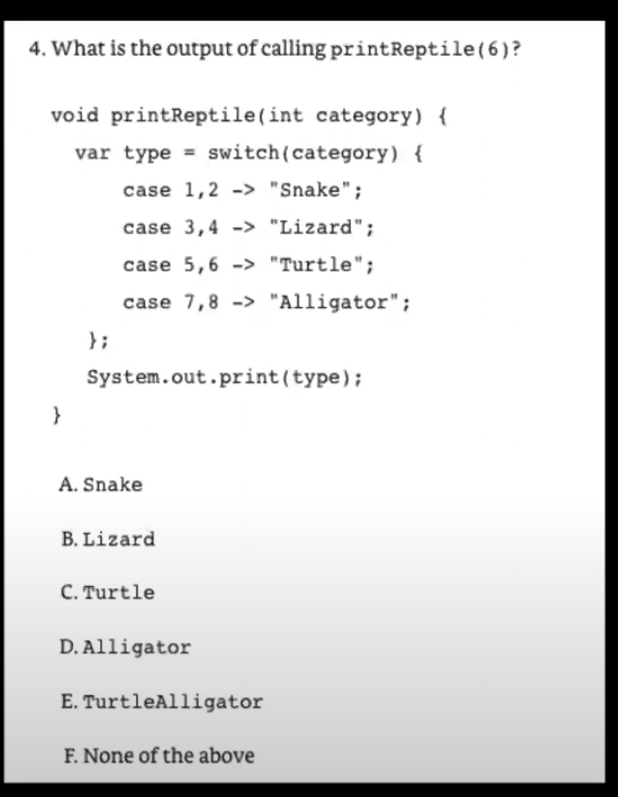 4. What is the output of calling printReptile(6)?
void printReptile(int category) {
var type = switch(category) {
case 1,2 -> "Snake";
case 3,4 -> "Lizard";
case 5,6 -> "Turtle";
case 7,8 -> "Alligator";
};
System.out.print(type);
}
A. Snake
B. Lizard
C. Turtle
D. Alligator
E. TurtleAlligator
F. None of the above